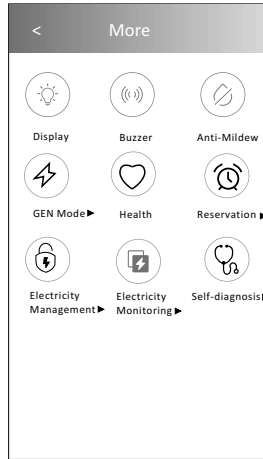 < More
Display Buzzer Anti-Mildew
GEN Mode▶ Health Reservation▶
Electricity Electricity Self-diagnosis▶
Management▶ Monitoring▶